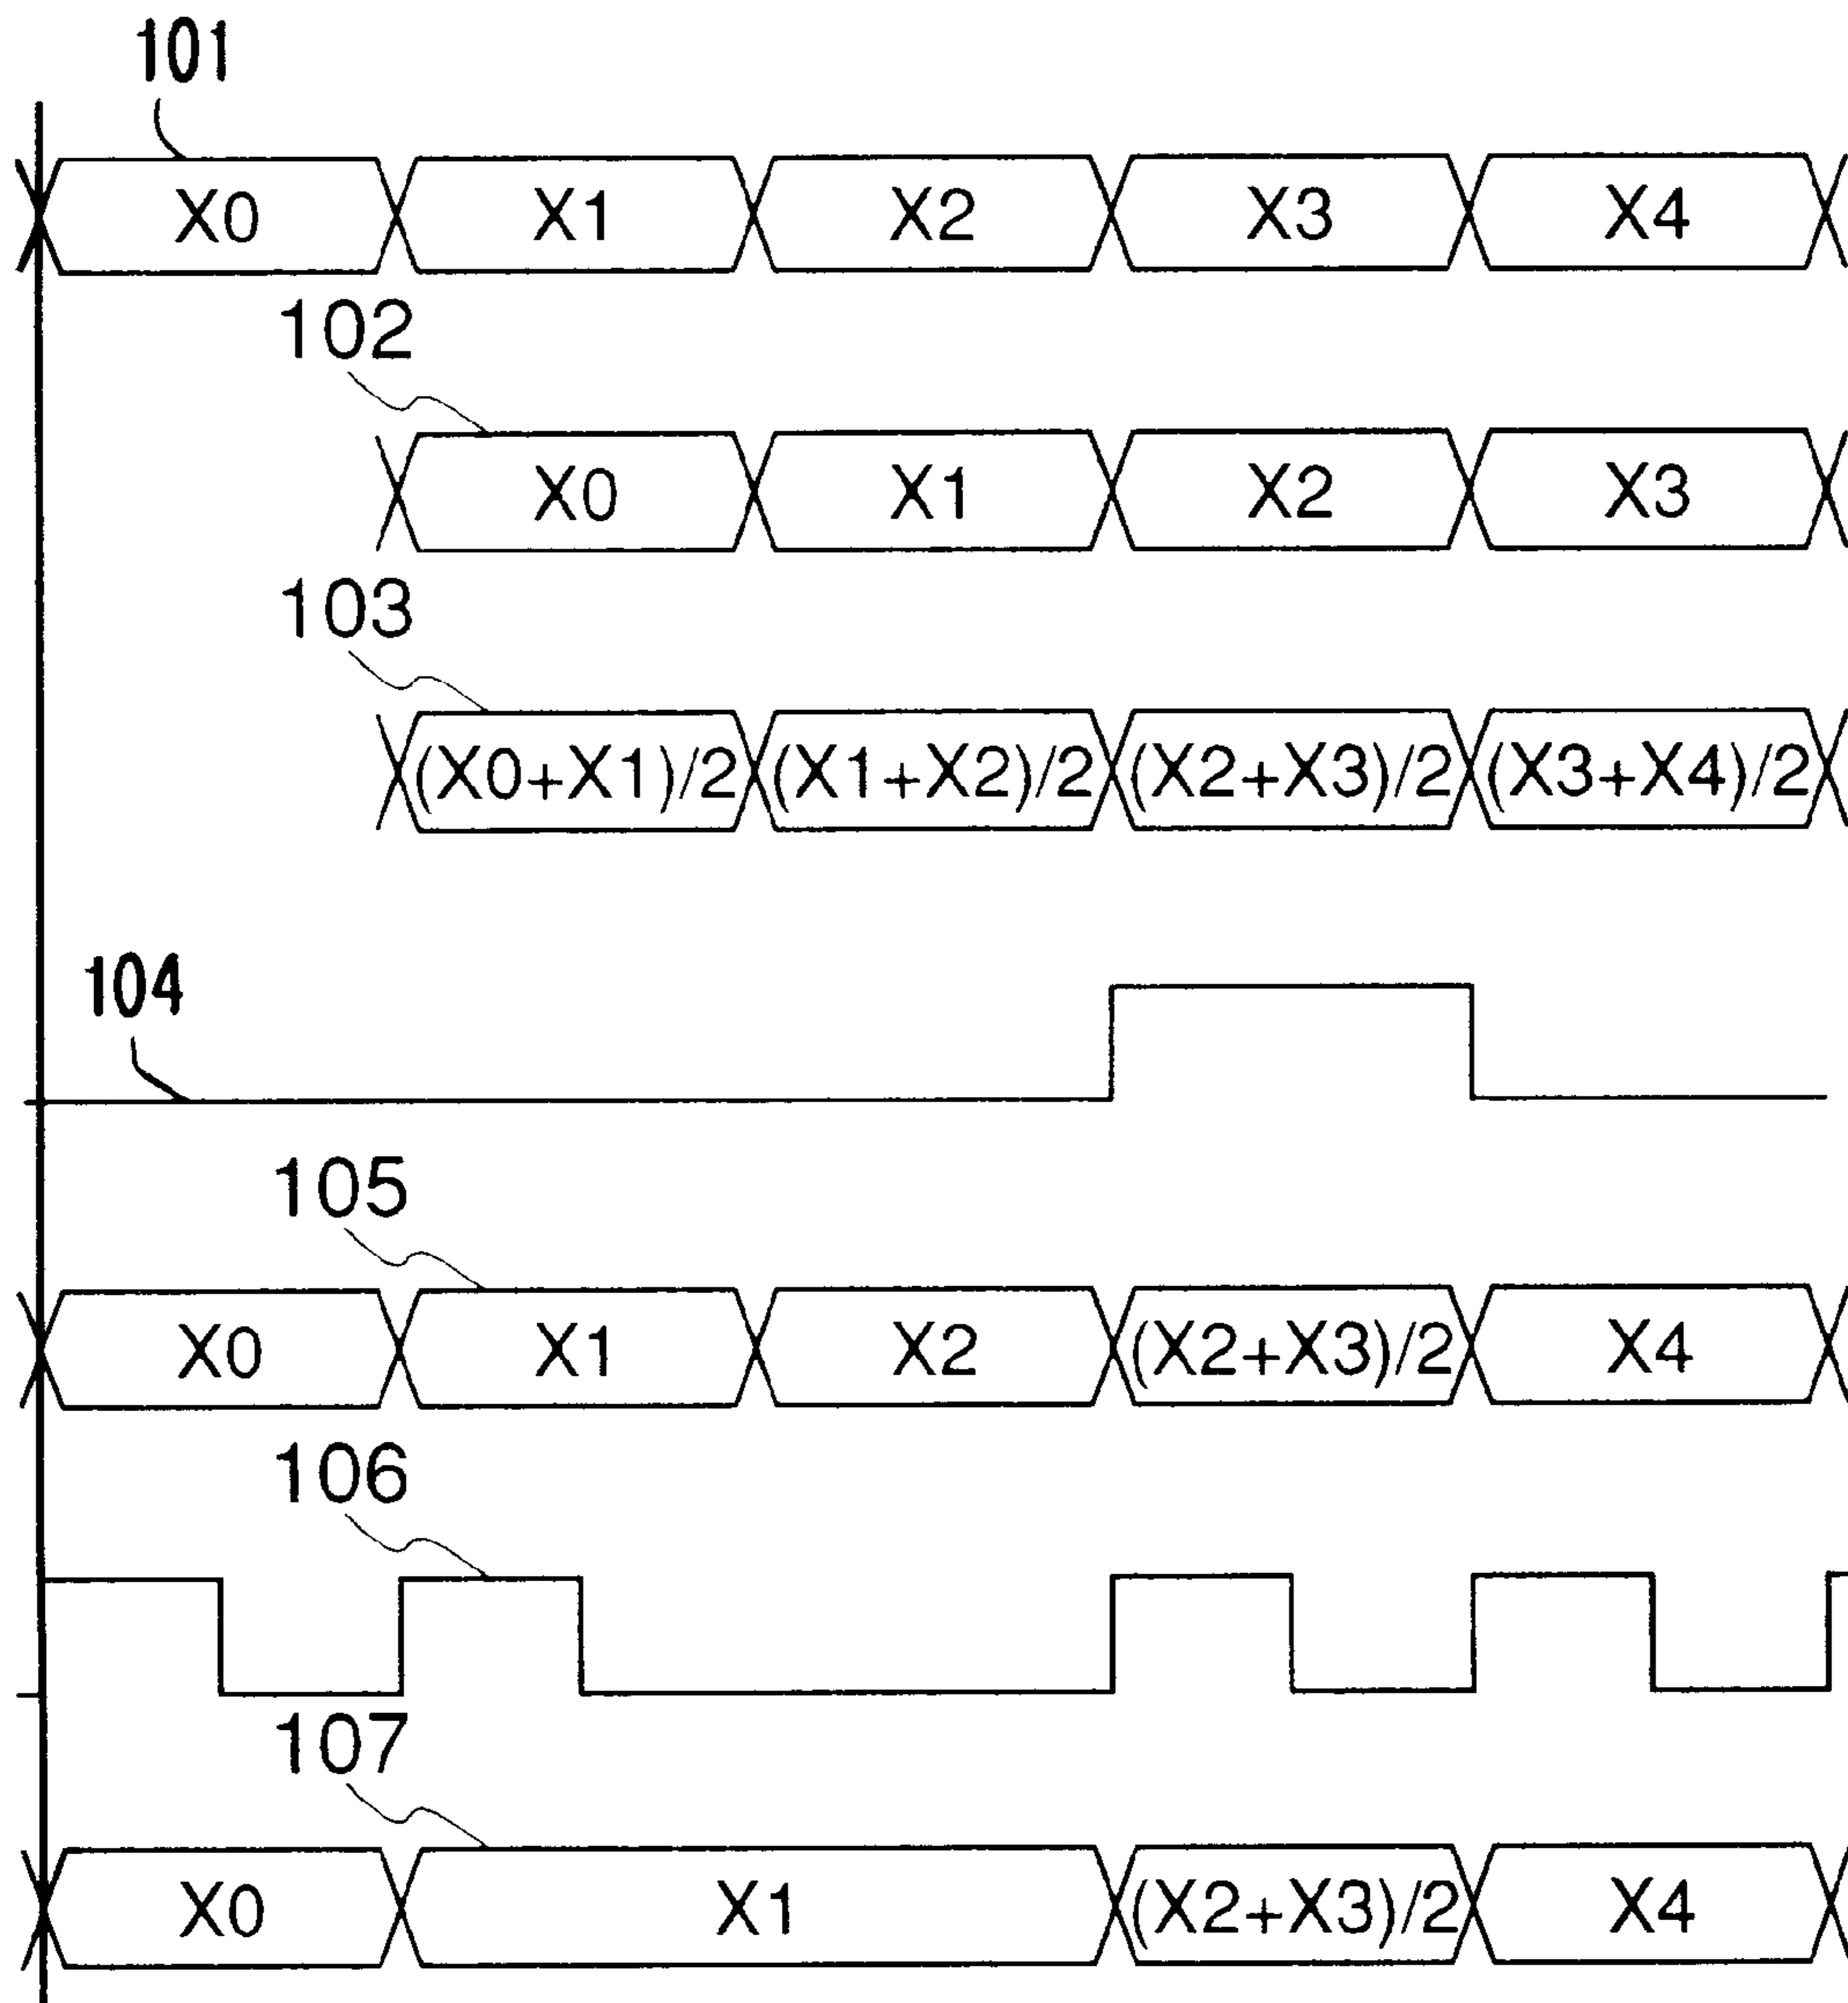 101
X0 X1 X2 X3 X4
102
X0 X1 X2 X3
103
(X0+X1)/2 (X1+X2)/2 (X2+X3)/2 (X3+X4)/2
104
105
X0 X1 X2 (X2+X3)/2 X4
106
107
X0 X1 (X2+X3)/2 X4